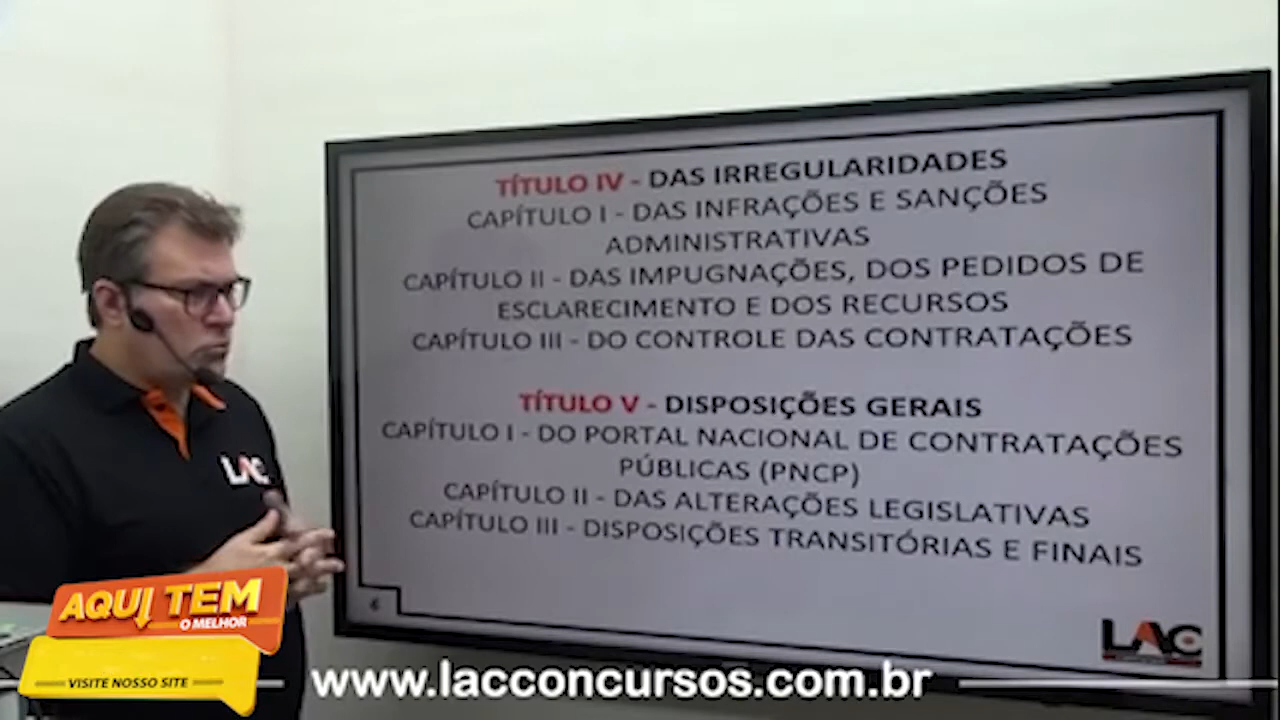 TÍTULO IV - DAS IRREGULARIDADES
CAPÍTULO I - DAS INFRAÇÕES E SANÇÕES
ADMINISTRATIVAS
CAPÍTULO II - DAS IMPUGNAÇÕES, DOS PEDIDOS DE
ESCLARECIMENTO E DOS RECURSOS
CAPÍTULO III - DO CONTROLE DAS CONTRATAÇÕES
TÍTULO V - DISPOSIÇÕES GERAIS
CAPÍTULO I - DO PORTAL NACIONAL DE CONTRATAÇÕES
PÚBLICAS (PNCP)
CAPÍTULO II - DAS ALTERAÇÕES LEGISLATIVAS
CAPÍTULO III - DISPOSIÇÕES TRANSITÓRIAS E FINAIS
6
LAC
LAC
AQUI TEM
O MELHOR
VISITE NOSSO SITE
www.lacconcursos.com.br